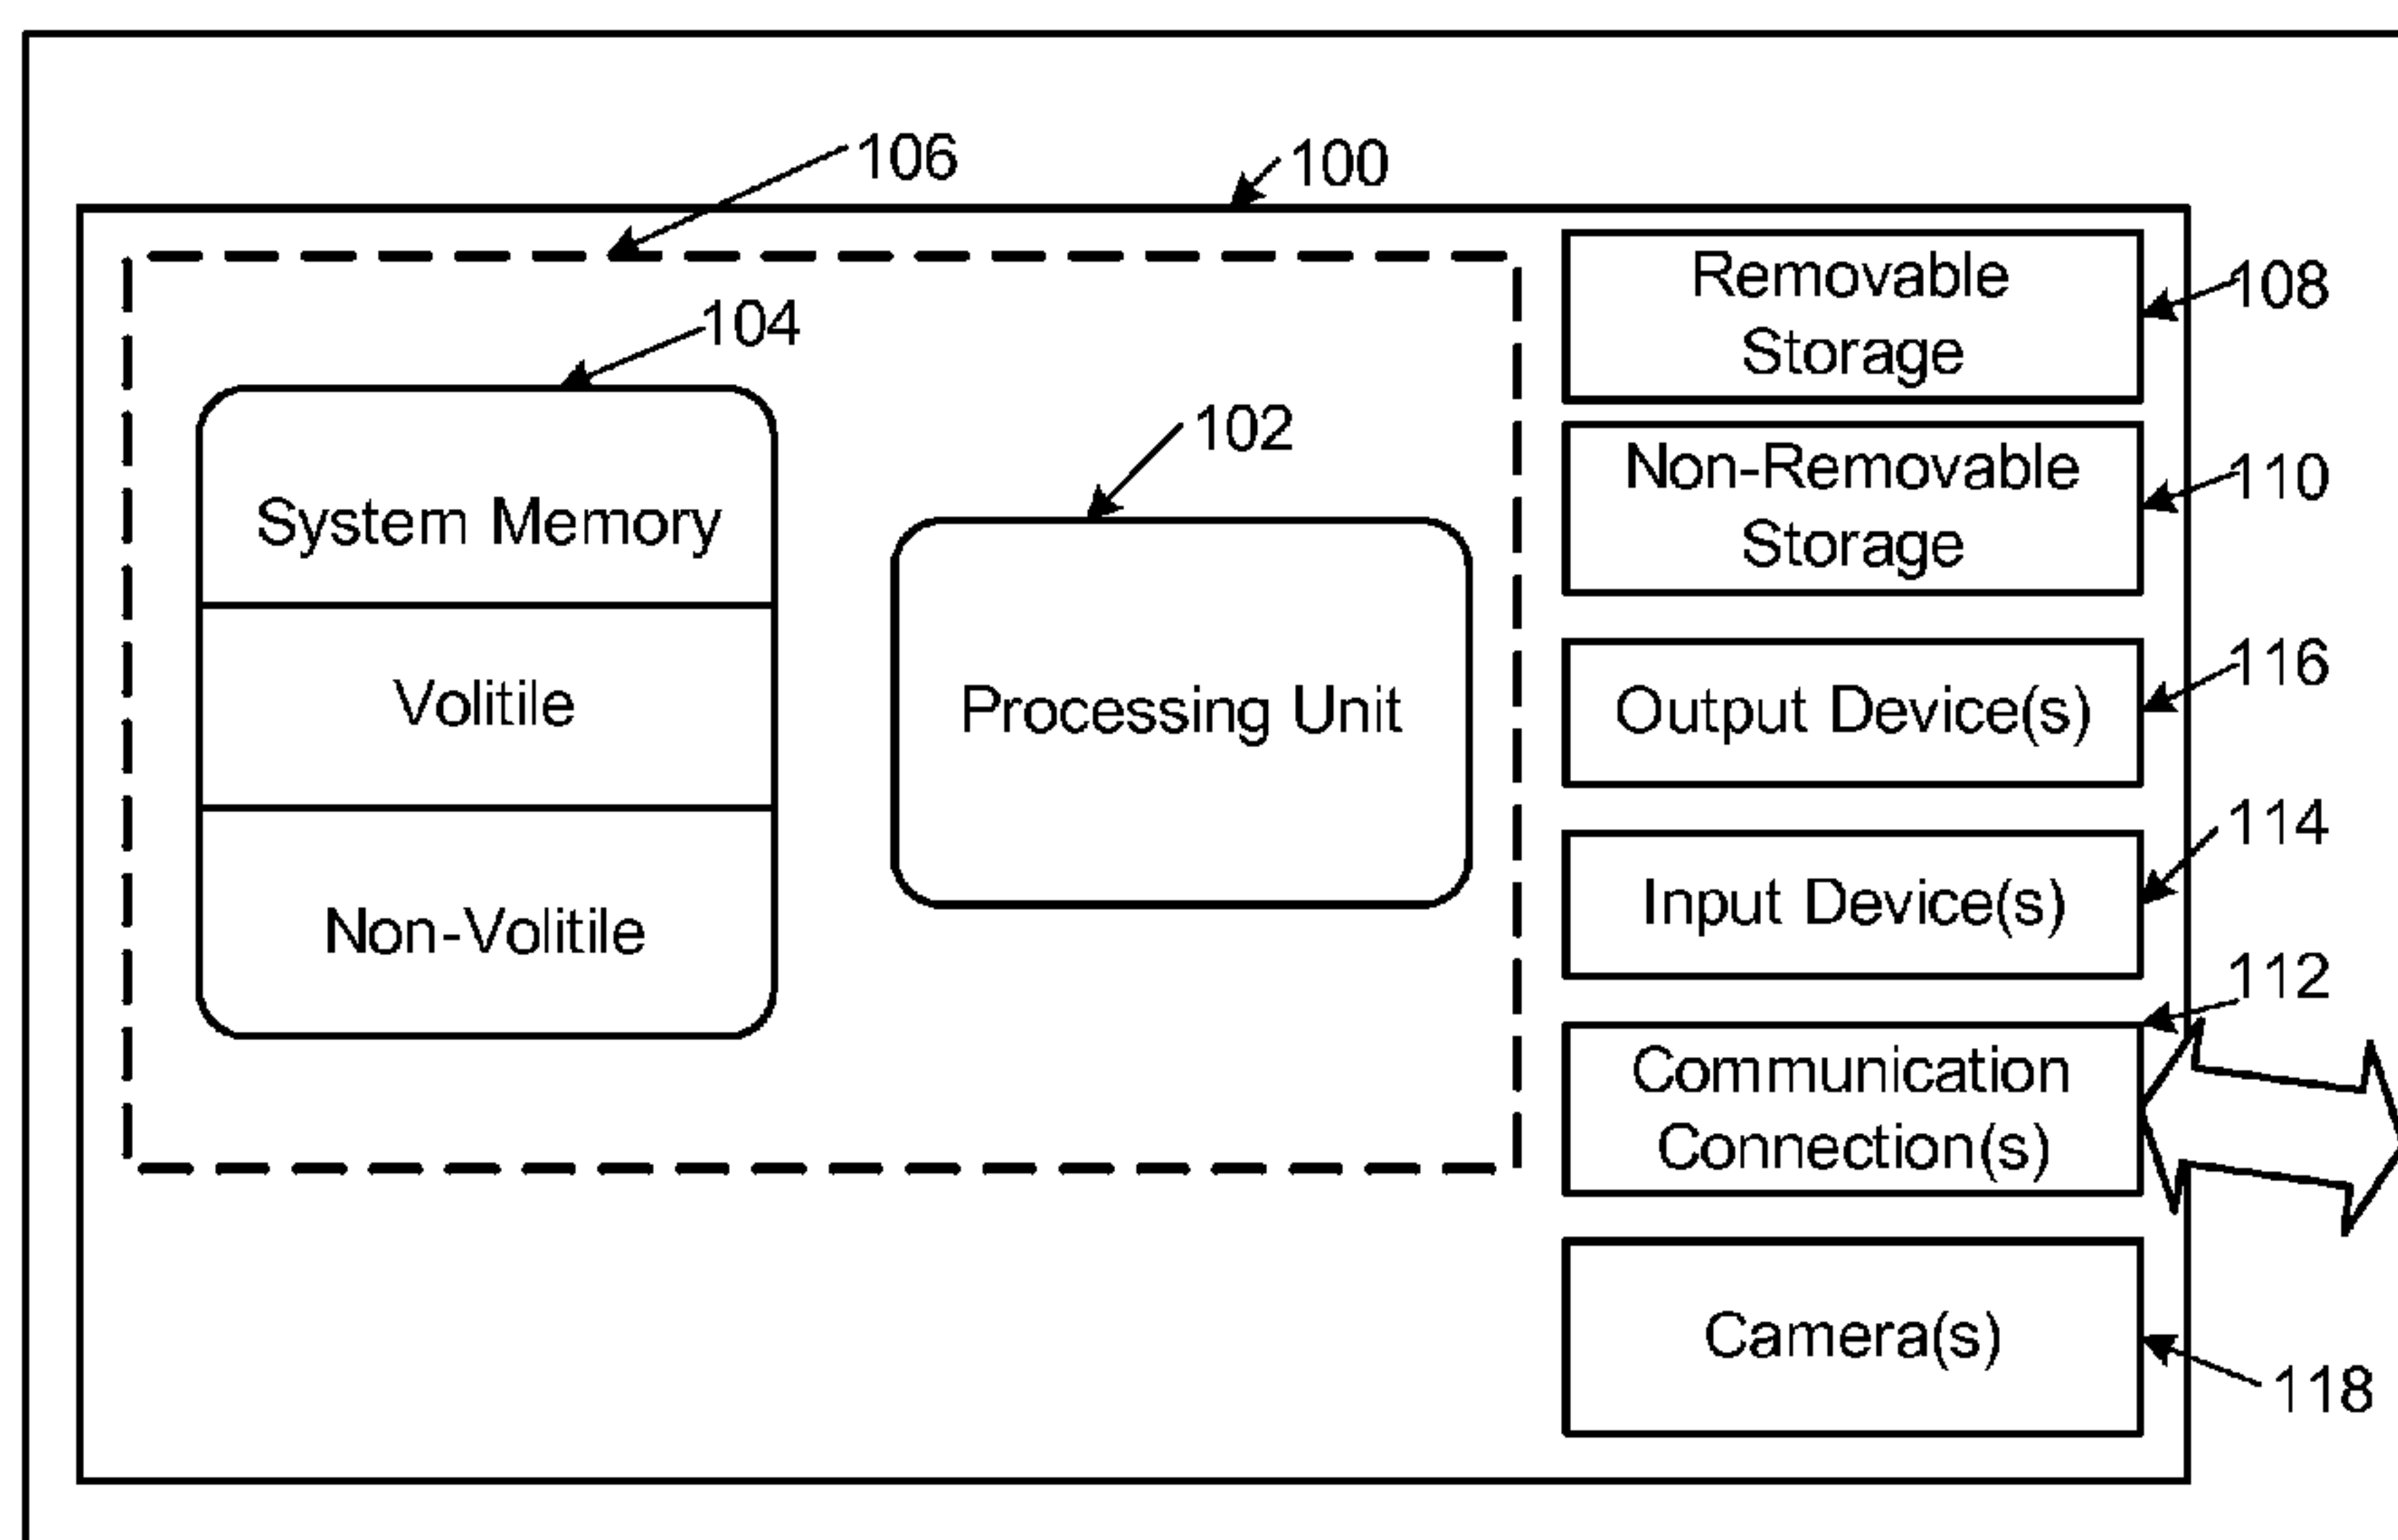 106
100
Removable
Storage
108
104
102
Non-Removable
Storage
110
System Memory
Volitile
Non-Volitile
Processing Unit
Output Device(s)
116
Input Device(s)
114
112
Communication
Connection(s)
Camera(s)
118